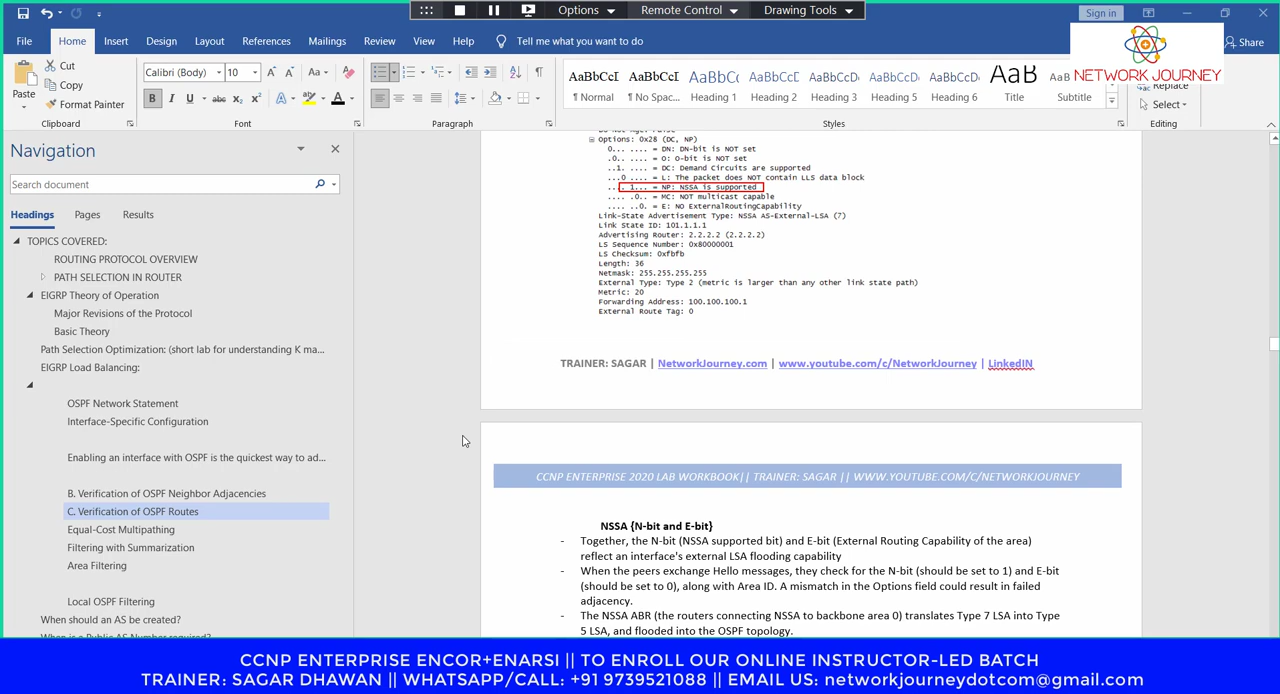 Options
Remote Control
Drawing Tools
Sign in
File
Home
Insert
Design
Layout
References
Mailings
Review
View
Help
Tell me what you want to do
Share
NETWORK JOURNEY
Paste
Cut
Copy
Format Painter
Clipboard
Calibri (Body)
10
Font
Paragraph
AaBbCcI
¶ Normal
AaBbCcI
¶ No Spac...
AaBbC
Heading 1
AaBbCcI
Heading 2
AaBbCcI
Heading 3
AaBbCcI
Heading 5
AaBbCcI
Heading 6
AaB
Title
Subtitle
Styles
Replace
Select
Editing
Navigation
Search document
Headings
Pages
Results
TOPICS COVERED:
ROUTING PROTOCOL OVERVIEW
PATH SELECTION IN ROUTER
EIGRP Theory of Operation
Major Revisions of the Protocol
Basic Theory
Path Selection Optimization: (short lab for understanding K ma...
EIGRP Load Balancing:
OSPF Network Statement
Interface-Specific Configuration
Enabling an interface with OSPF is the quickest way to ad...
B. Verification of OSPF Neighbor Adjacencies
C. Verification of OSPF Routes
Equal-Cost Multipathing
Filtering with Summarization
Area Filtering
Local OSPF Filtering
When should an AS be created?
When is a Public AS Number required?
Options: 0x28 (DC, NP)
0... .... = DN: DN-bit is NOT set
.0.. .... = O: O-bit is NOT set
..1. .... = DC: Demand Circuits are supported
...0 .... = L: The packet does NOT contain LLS data block
.... 1... = NP: NSSA is supported
.... .0.. = MC: NOT multicast capable
.... ..0. = E: NO ExternalRoutingCapability
Link-State Advertisement Type: NSSA AS-External-LSA (7)
Link State ID: 101.1.1.1
Advertising Router: 2.2.2.2 (2.2.2.2)
LS Sequence Number: 0x80000001
LS Checksum: 0xfbfb
Length: 36
Netmask: 255.255.255.255
External Type: Type 2 (metric is larger than any other link state path)
Metric: 20
Forwarding Address: 100.100.100.1
External Route Tag: 0
TRAINER: SAGAR | NetworkJourney.com | www.youtube.com/c/NetworkJourney | LinkedIN
CCNP ENTERPRISE 2020 LAB WORKBOOK|| TRAINER: SAGAR || WWW.YOUTUBE.COM/C/NETWORKJOURNEY
NSSA {N-bit and E-bit}
- Together, the N-bit (NSSA supported bit) and E-bit (External Routing Capability of the area)
reflect an interface's external LSA flooding capability
- When the peers exchange Hello messages, they check for the N-bit (should be set to 1) and E-bit
(should be set to 0), along with Area ID. A mismatch in the Options field could result in failed
adjacency.
- The NSSA ABR (the routers connecting NSSA to backbone area 0) translates Type 7 LSA into Type
5 LSA, and flooded into the OSPF topology.
CCNP ENTERPRISE ENCOR+ENARSI || TO ENROLL OUR ONLINE INSTRUCTOR-LED BATCH
TRAINER: SAGAR DHAWAN || WHATSAPP/CALL: +91 9739521088 || EMAIL US: networkjourneydotcom@gmail.com